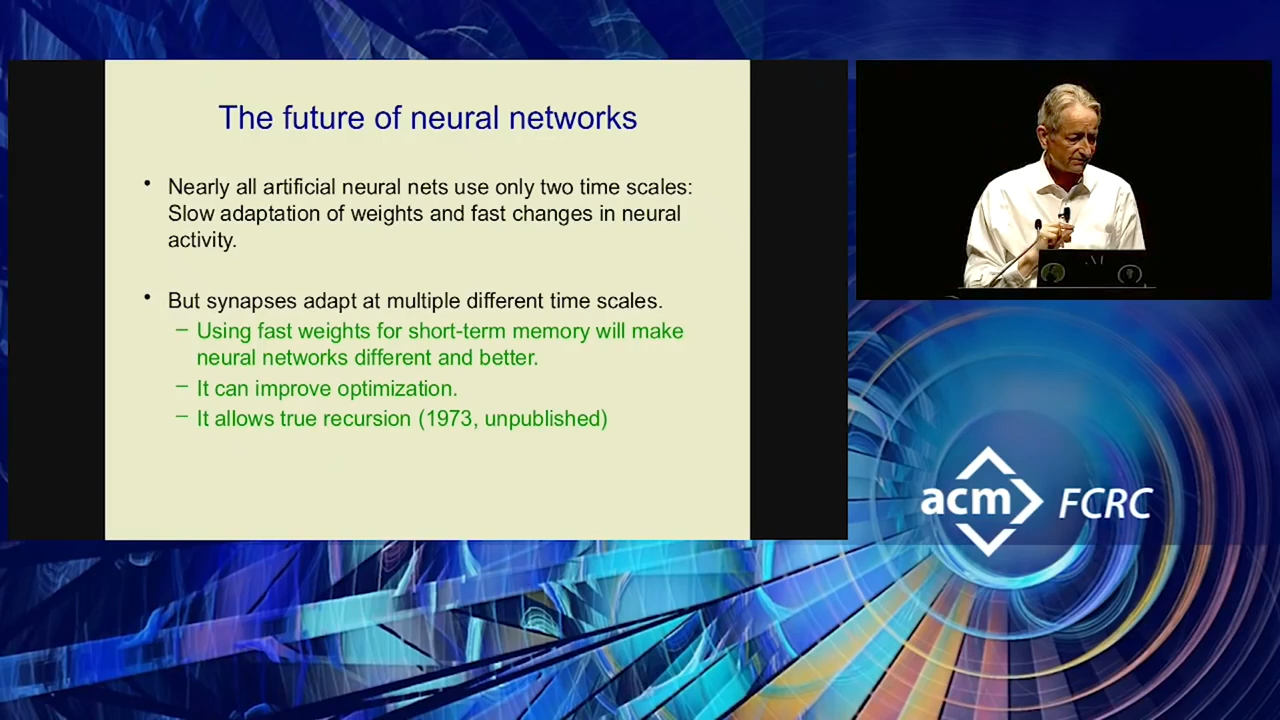 The future of neural networks
• Nearly all artificial neural nets use only two time scales:
Slow adaptation of weights and fast changes in neural
activity.
• But synapses adapt at multiple different time scales.
– Using fast weights for short-term memory will make
neural networks different and better.
– It can improve optimization.
– It allows true recursion (1973, unpublished)
acm FCRC